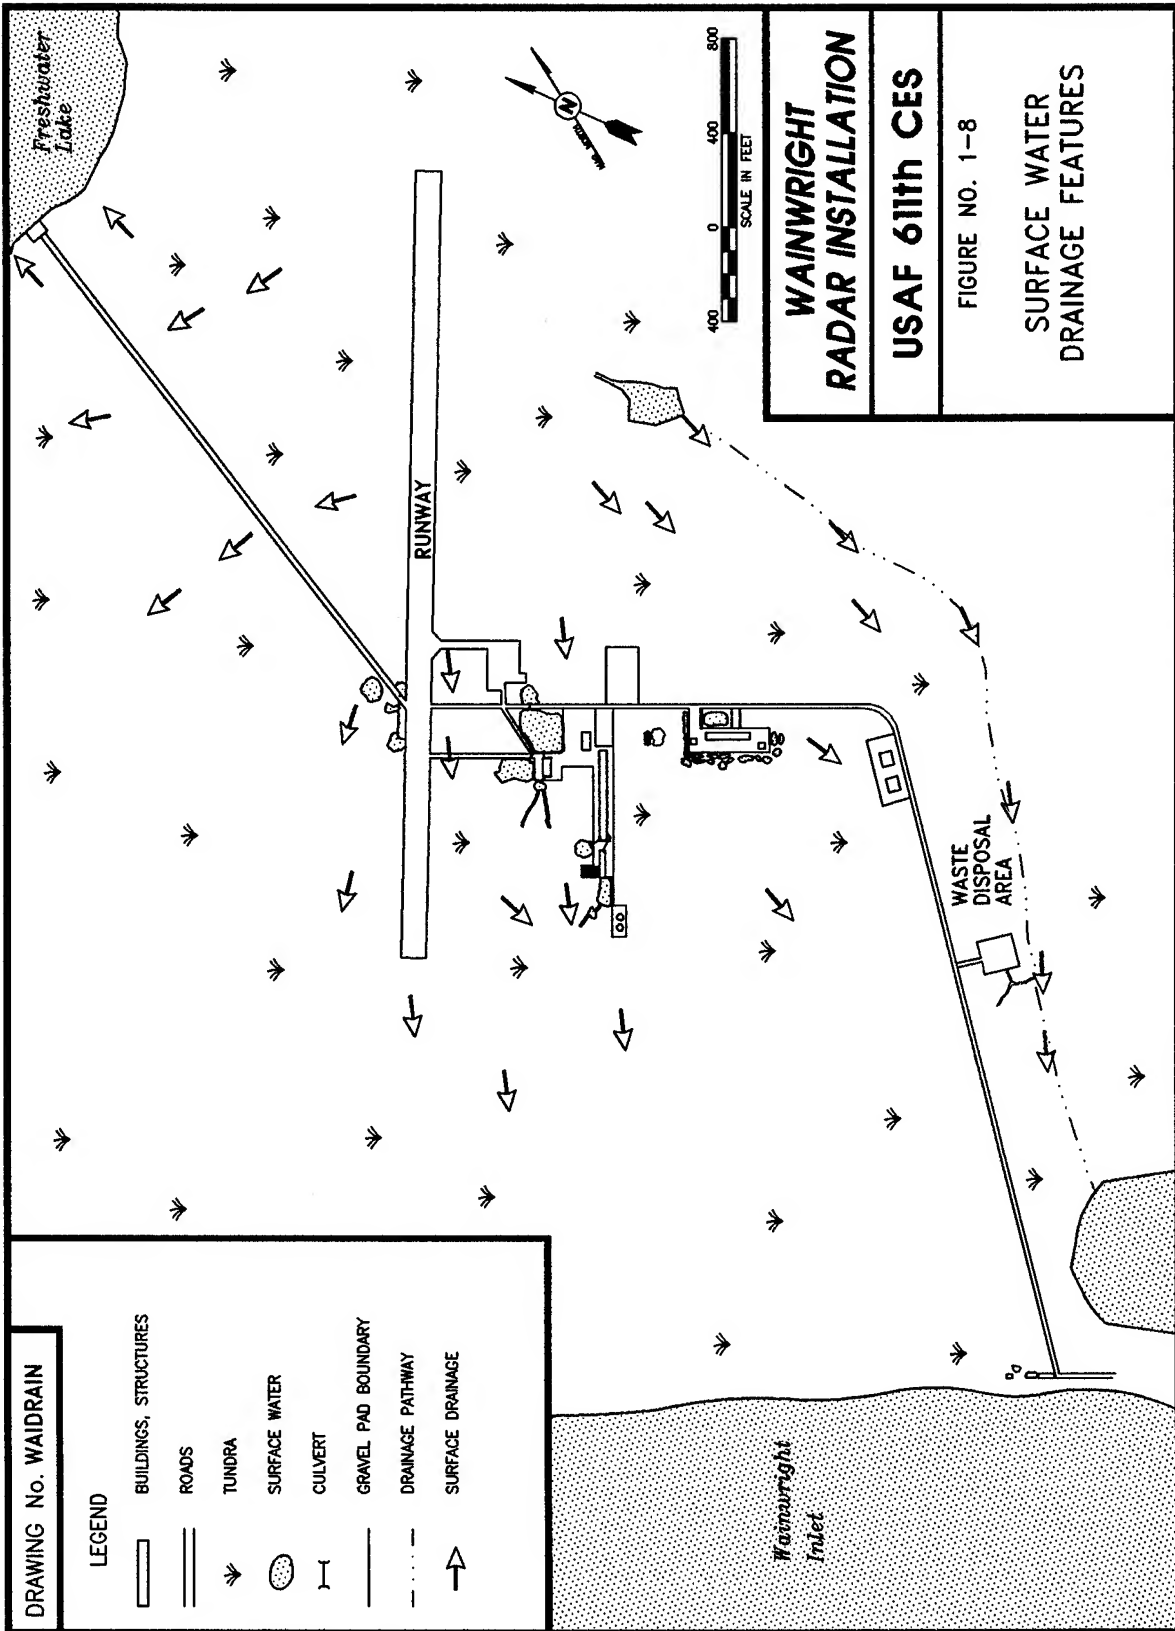 DRAWING No. WAIDRAIN
LEGEND
BUILDINGS, STRUCTURES
ROADS
TUNDRA
SURFACE WATER
CULVERT
GRAVEL PAD BOUNDARY
DRAINAGE PATHWAY
SURFACE DRAINAGE
Freshwater
Lake
RUNWAY
WASTE
DISPOSAL
AREA
Wainwright
Inlet
N
MAG. NORTH
400
0
400
800
SCALE IN FEET
WAINWRIGHT
RADAR INSTALLATION
USAF 611th CES
FIGURE NO. 1-8
SURFACE WATER
DRAINAGE FEATURES